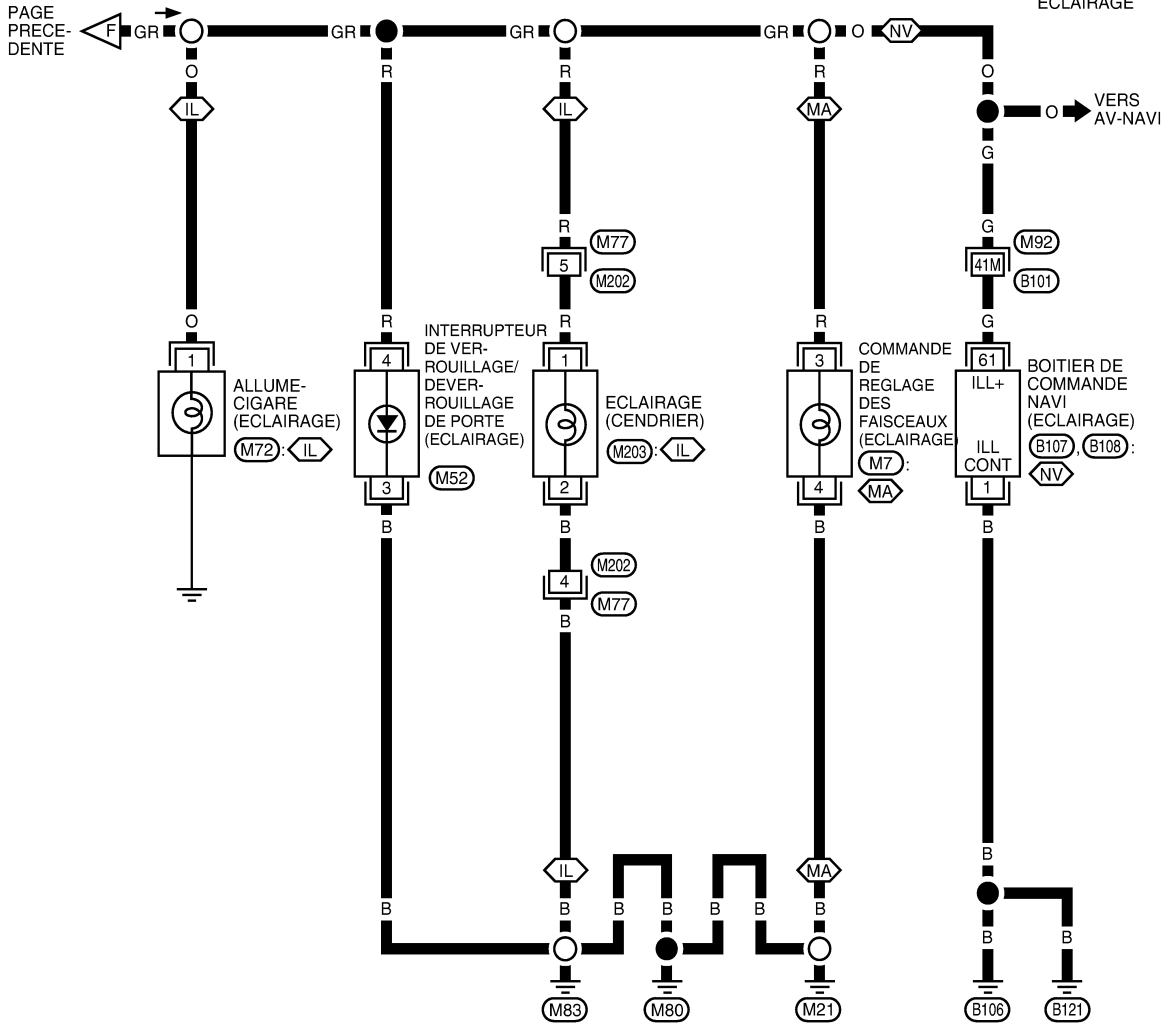 ECLAIRAGE
PAGE
PRECE-
DENTE
F
GR
GR
GR
GR
O
NV
O
R
R
R
O
IL
IL
MA
O
VERS
AV-NAVI
G
R
G
M77
M92
5
41M
M202
B101
O
R
R
R
G
1
4
1
3
61
ALLUME-
CIGARE
(ECLAIRAGE)
M72 : IL
INTERRUPTEUR
DE VER-
ROUILLAGE/
DEVER-
ROUILLAGE
DE PORTE
(ECLAIRAGE)
M52
ECLAIRAGE
(CENDRIER)
M203 : IL
COMMANDE
DE
REGLAGE
DES
FAISCEAUX
(ECLAIRAGE)
M7 :
MA
ILL+
ILL
CONT
BOITIER DE
COMMANDE
NAVI
(ECLAIRAGE)
B107 , B108 :
NV
3
2
4
1
B
B
B
B
M202
4
M77
B
B
IL
MA
B
B
B
B
B
B
B
B
B
M83
M80
M21
B106
B121